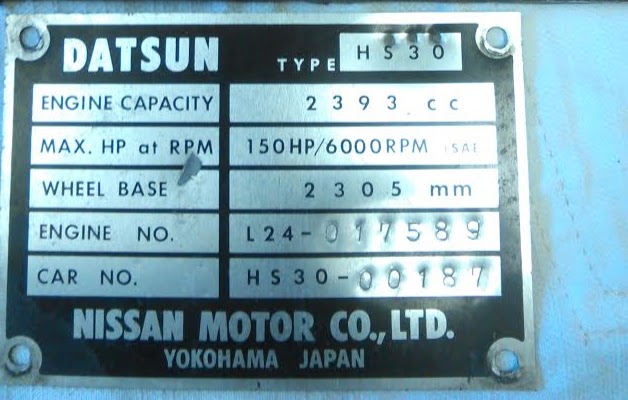 DATSUN TYPE HS30
ENGINE CAPACITY 2393 cc
MAX. HP at RPM 150HP/6000RPM (SAE)
WHEEL BASE 2305 mm
ENGINE NO. L24-017589
CAR NO. HS30-00187
NISSAN MOTOR CO., LTD.
YOKOHAMA JAPAN